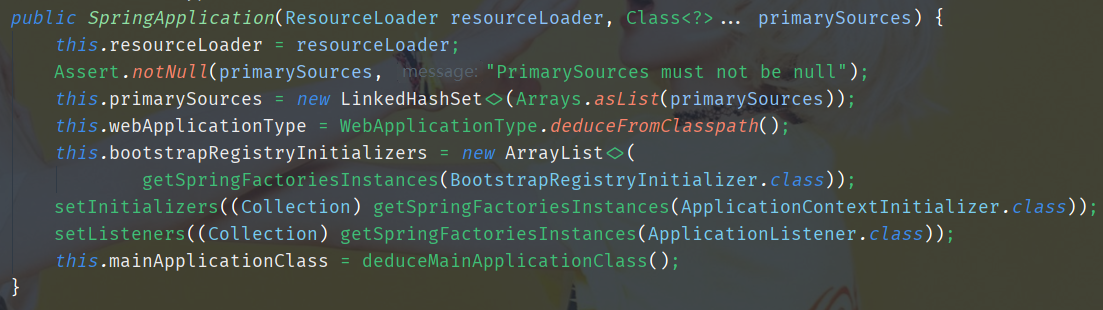 public SpringApplication(ResourceLoader resourceLoader, Class<?>... primarySources) {
this.resourceLoader = resourceLoader;
Assert.notNull(primarySources, message: "PrimarySources must not be null");
this.primarySources = new LinkedHashSet<>(Arrays.asList(primarySources));
this.webApplicationType = WebApplicationType.deduceFromClasspath();
this.bootstrapRegistryInitializers = new ArrayList<>(
getSpringFactoriesInstances(BootstrapRegistryInitializer.class));
setInitializers((Collection) getSpringFactoriesInstances(ApplicationContextInitializer.class));
setListeners((Collection) getSpringFactoriesInstances(ApplicationListener.class));
this.mainApplicationClass = deduceMainApplicationClass();
}